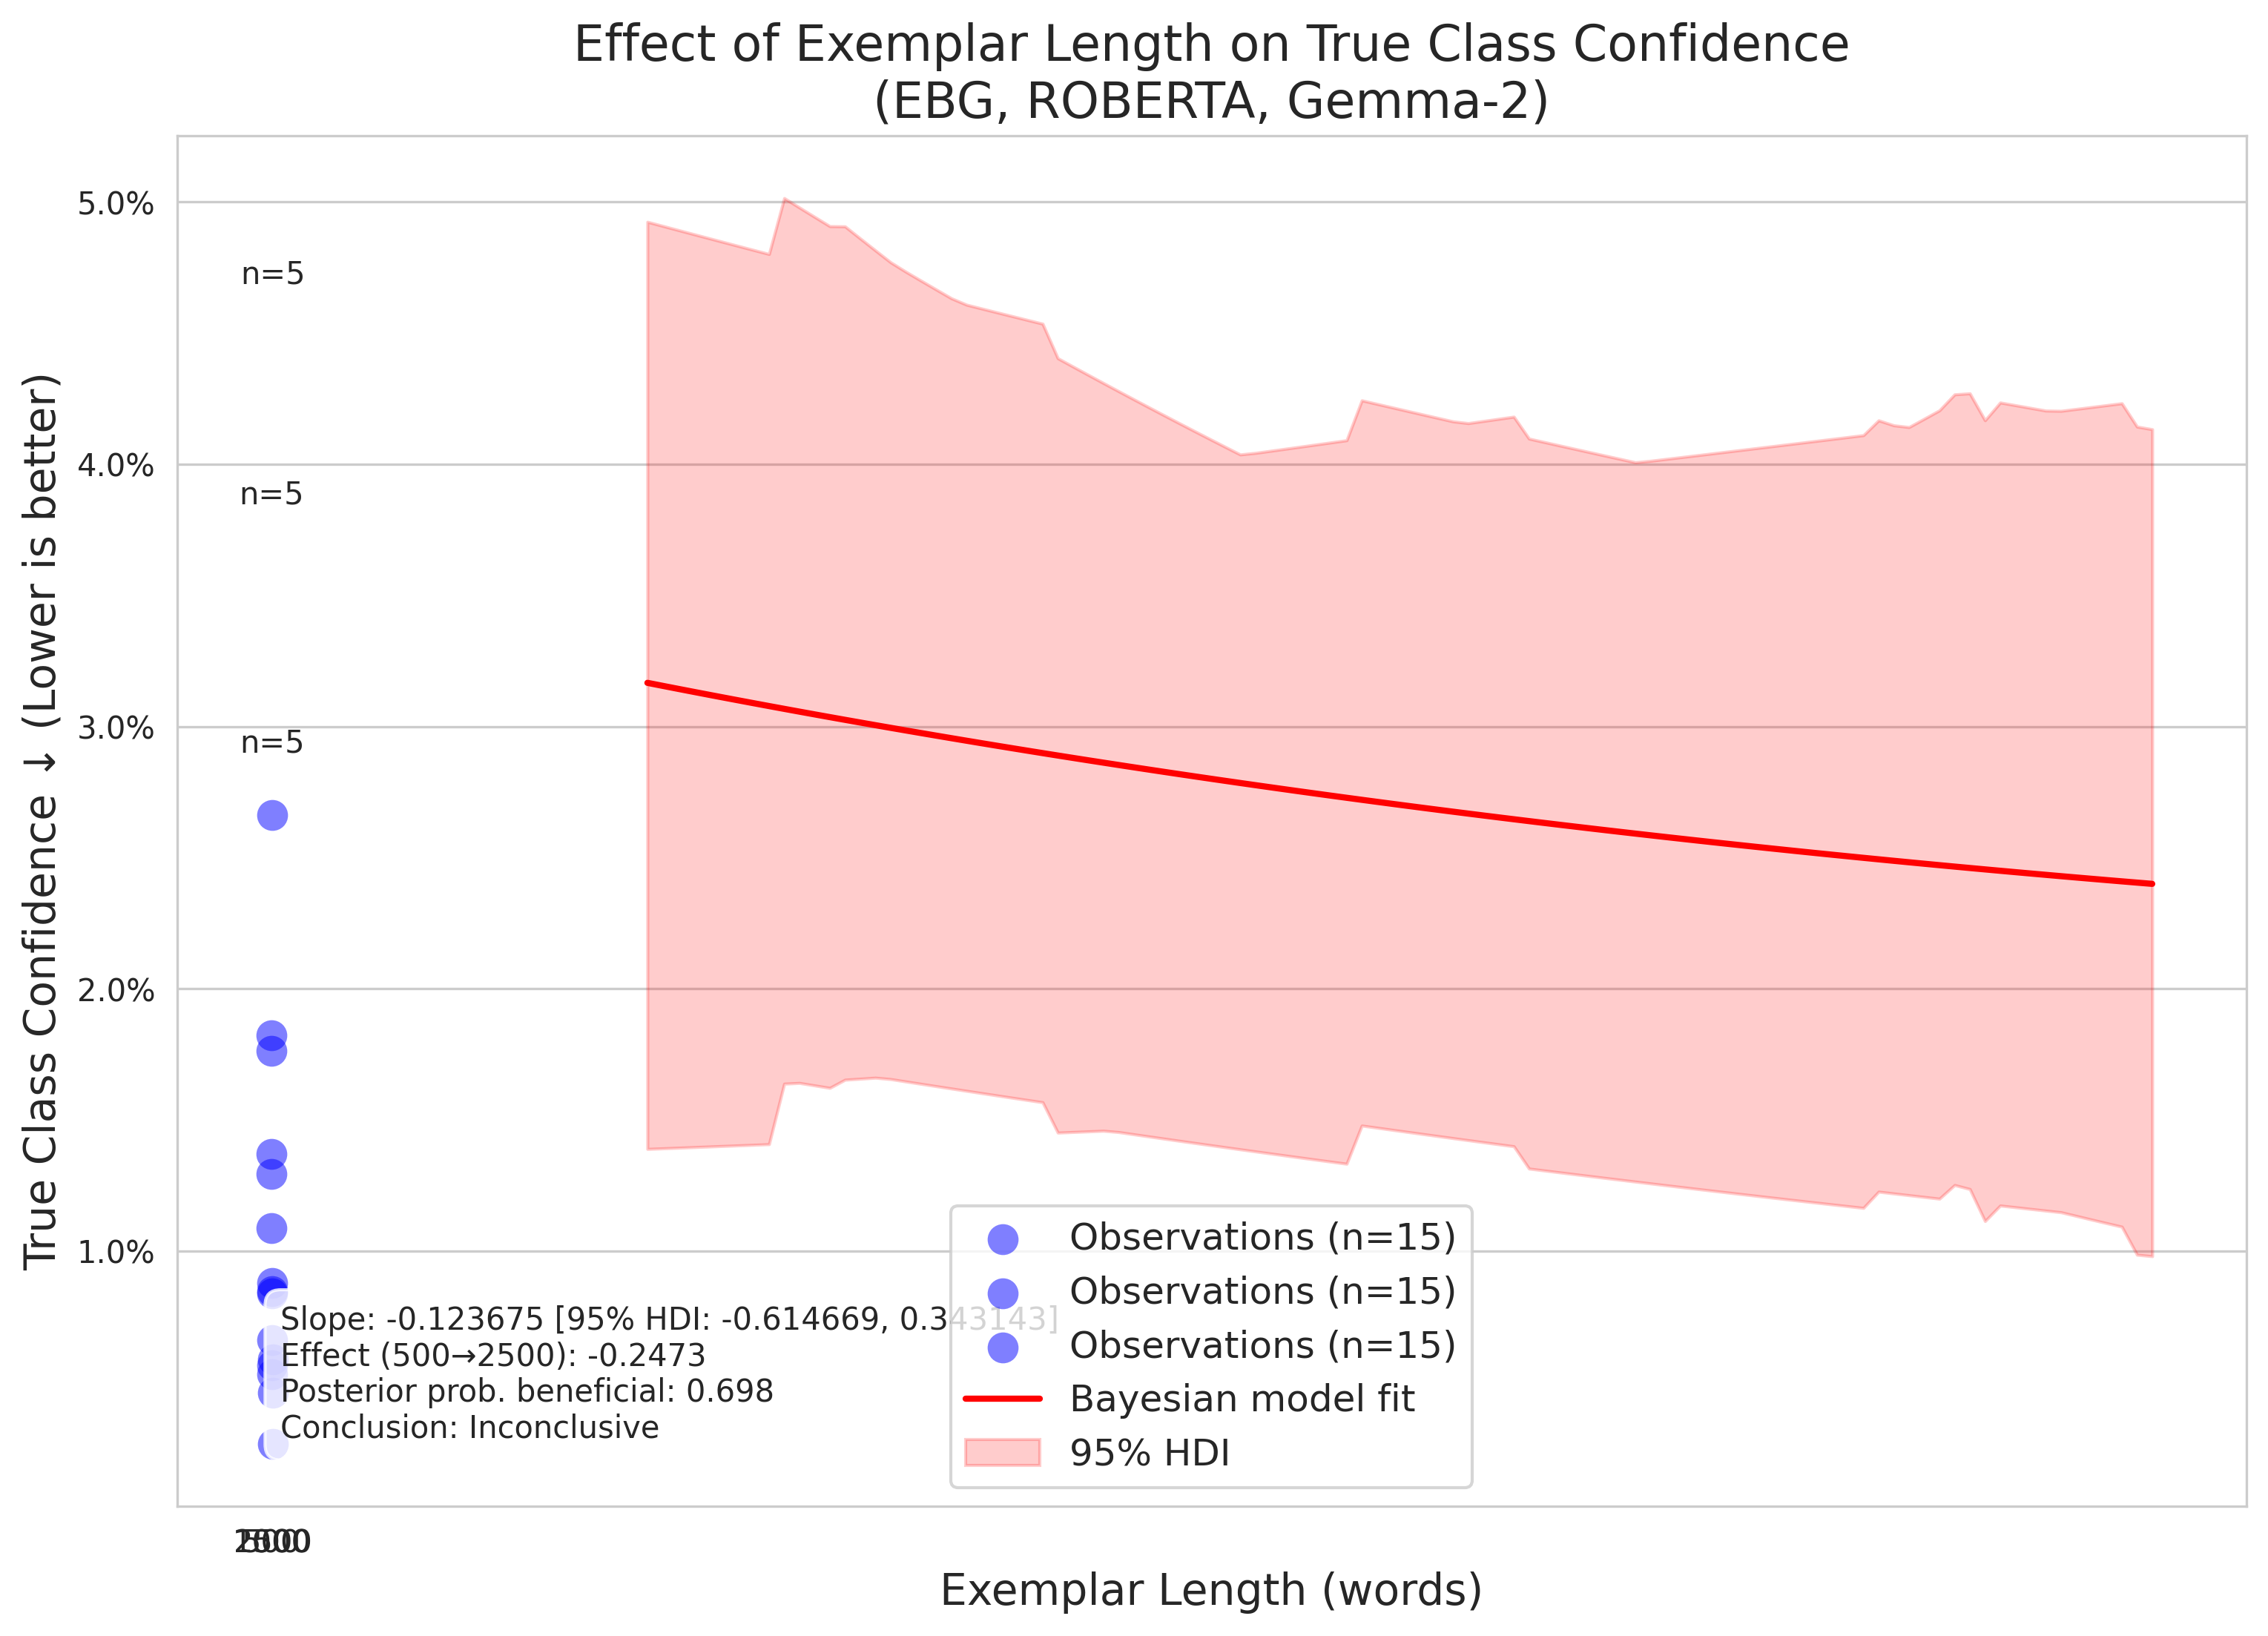 Effect of Exemplar Length on True Class Confidence
(EBG, ROBERTA, Gemma-2)
True Class Confidence ↓ (Lower is better)
5.0%
4.0%
3.0%
2.0%
1.0%
n=5
n=5
n=5
Slope: -0.123675 [95% HDI: -0.614669, 0.343143]
Effect (500→2500): -0.2473
Posterior prob. beneficial: 0.698
Conclusion: Inconclusive
Observations (n=15)
Observations (n=15)
Observations (n=15)
Bayesian model fit
95% HDI
Exemplar Length (words)